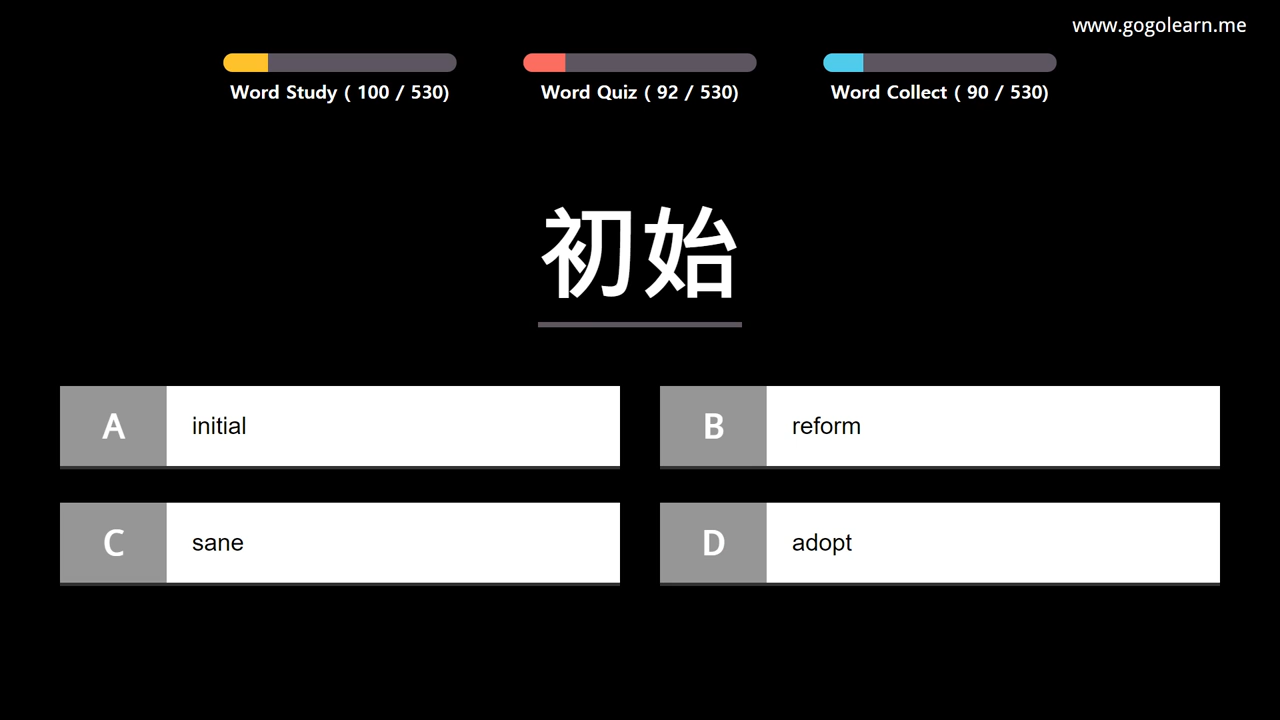 www.gogolearn.me
Word Study ( 100 / 530)
Word Quiz ( 92 / 530)
Word Collect ( 90 / 530)
初始
A initial
B reform
C sane
D adopt